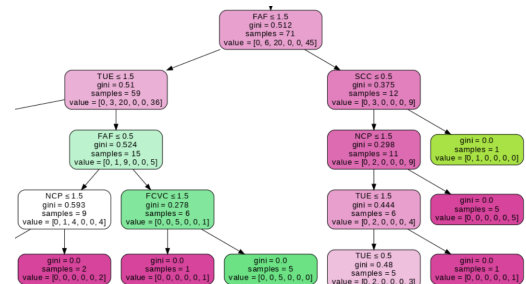 FAF ≤ 1.5
gini = 0.512
samples = 71
value = [0, 6, 20, 0, 0, 45]
TUE ≤ 1.5
gini = 0.51
samples = 59
value = [0, 3, 20, 0, 0, 36]
SCC ≤ 0.5
gini = 0.375
samples = 12
value = [0, 3, 0, 0, 0, 9]
FAF ≤ 0.5
gini = 0.524
samples = 15
value = [0, 1, 9, 0, 0, 5]
NCP ≤ 1.5
gini = 0.298
samples = 11
value = [0, 2, 0, 0, 0, 9]
gini = 0.0
samples = 1
value = [0, 1, 0, 0, 0, 0]
NCP ≤ 1.5
gini = 0.593
samples = 9
value = [0, 1, 4, 0, 0, 4]
FCVC ≤ 1.5
gini = 0.278
samples = 6
value = [0, 0, 5, 0, 0, 1]
TUE ≤ 1.5
gini = 0.444
samples = 6
value = [0, 2, 0, 0, 0, 4]
gini = 0.0
samples = 5
value = [0, 0, 0, 0, 0, 5]
gini = 0.0
samples = 2
value = [0, 0, 0, 0, 0, 2]
gini = 0.0
samples = 1
value = [0, 0, 0, 0, 0, 1]
gini = 0.0
samples = 5
value = [0, 0, 5, 0, 0, 0]
TUE ≤ 0.5
gini = 0.48
samples = 5
value = [0, 2, 0, 0, 0, 3]
gini = 0.0
samples = 1
value = [0, 0, 0, 0, 0, 1]